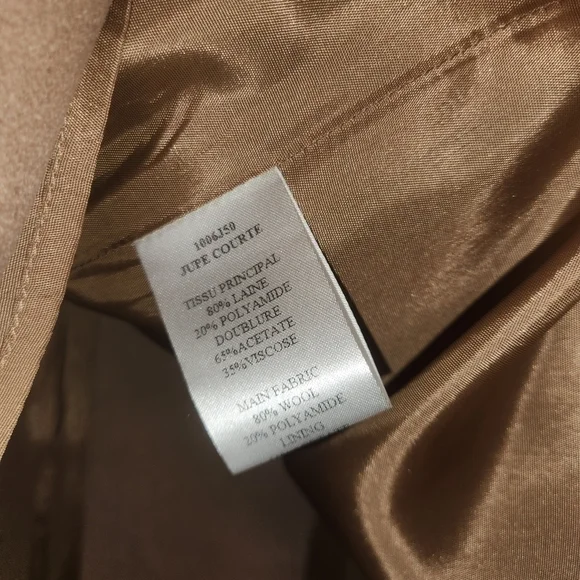 1006J50
JUPE COURTE
TISSU PRINCIPAL
80% LAINE
20% POLYAMIDE
DOUBLURE
65%ACETATE
35%VISCOSE
MAIN FABRIC
80% WOOL
20% POLYAMIDE
LINING